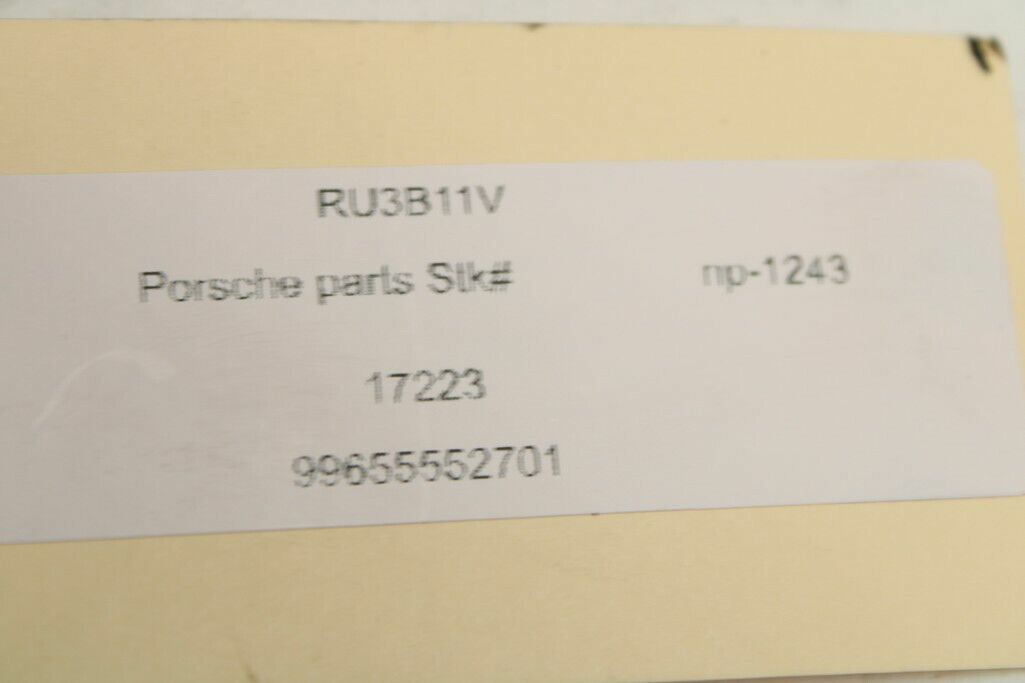 RU3B11V
Porsche parts Stk# np-1243
17223
99655552701